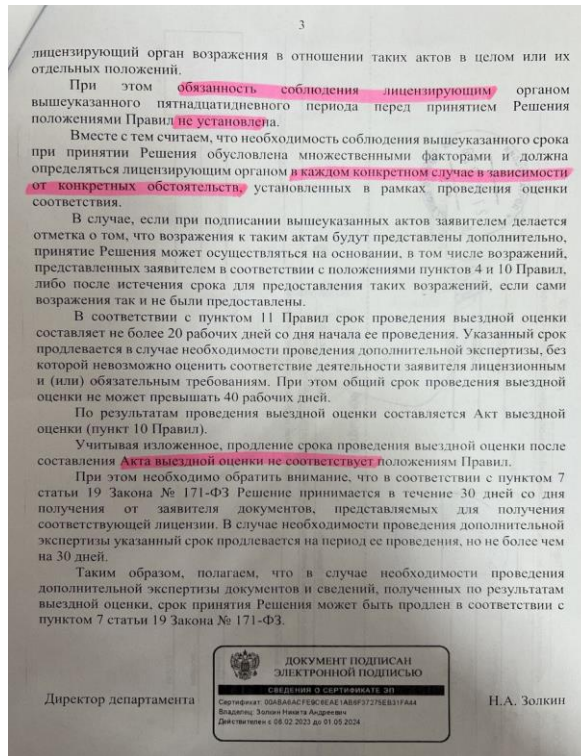 3
лицензирующий орган возражения в отношении таких актов в целом или их
отдельных положений.
При этом обязанность соблюдения лицензирующим органом
вышеуказанного пятнадцатидневного периода перед принятием Решения
положениями Правил не установлена.
Вместе с тем считаем, что необходимость соблюдения вышеуказанного срока
при принятии Решения обусловлена множественными факторами и должна
определяться лицензирующим органом в каждом конкретном случае в зависимости
от конкретных обстоятельств, установленных в рамках проведения оценки
соответствия.
В случае, если при подписании вышеуказанных актов заявителем делается
отметка о том, что возражения к таким актам будут представлены дополнительно,
принятие Решения может осуществляться на основании, в том числе возражений,
представленных заявителем в соответствии с положениями пунктов 4 и 10 Правил,
либо после истечения срока для предоставления таких возражений, если сами
возражения так и не были предоставлены.
В соответствии с пунктом 11 Правил срок проведения выездной оценки
составляет не более 20 рабочих дней со дня начала ее проведения. Указанный срок
продлевается в случае необходимости проведения дополнительной экспертизы, без
которой невозможно оценить соответствие деятельности заявителя лицензионным
и (или) обязательным требованиям. При этом общий срок проведения выездной
оценки не может превышать 40 рабочих дней.
По результатам проведения выездной оценки составляется Акт выездной
оценки (пункт 10 Правил).
Учитывая изложенное, продление срока проведения выездной оценки после
составления Акта выездной оценки не соответствует положениям Правил.
При этом необходимо обратить внимание, что в соответствии с пунктом 7
статьи 19 Закона № 171-ФЗ Решение принимается в течение 30 дней со дня
получения от заявителя документов, представляемых для получения
соответствующей лицензии. В случае необходимости проведения дополнительной
экспертизы указанный срок продлевается на период ее проведения, но не более чем
на 30 дней.
Таким образом, полагаем, что в случае необходимости проведения
дополнительной экспертизы документов и сведений, полученных по результатам
выездной оценки, срок принятия Решения может быть продлен в соответствии с
пунктом 7 статьи 19 Закона № 171-ФЗ.
ДОКУМЕНТ ПОДПИСАН
ЭЛЕКТРОННОЙ ПОДПИСЬЮ
СВЕДЕНИЯ О СЕРТИФИКАТЕ ЭП
Директор департамента
Сертификат:
Владелец: Золкин Никита Андреевич
Действителен с 06.02.2023 до 01.05.2024
Н.А. Золкин